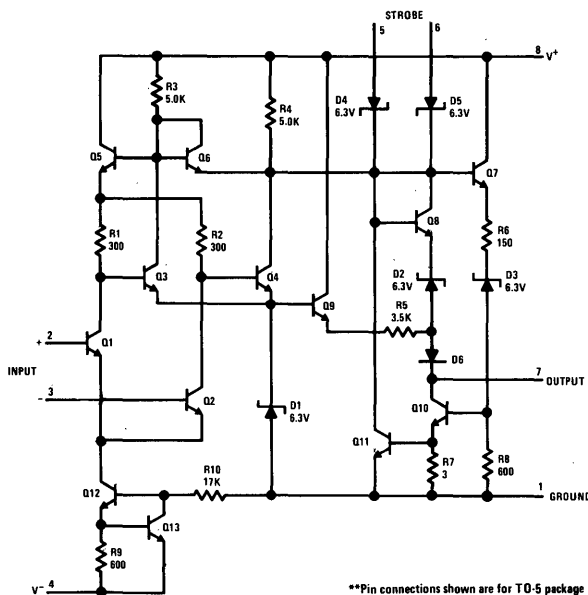 STROBE
5 6
8 V+
R3
5.0K
R4
5.0K
D4
6.3V
D5
6.3V
Q5
Q6
Q7
Q8
R1
300
R2
300
R6
150
Q3
Q4
D2
6.3V
D3
6.3V
Q9
R5
3.5K
+ 2
Q1
D6
7
OUTPUT
INPUT
- 3
Q2
D1
6.3V
Q10
Q11
R7
3
R8
600
R10
17K
1
GROUND
Q12
Q13
R9
600
V- 4
**Pin connections shown are for TO-5 package